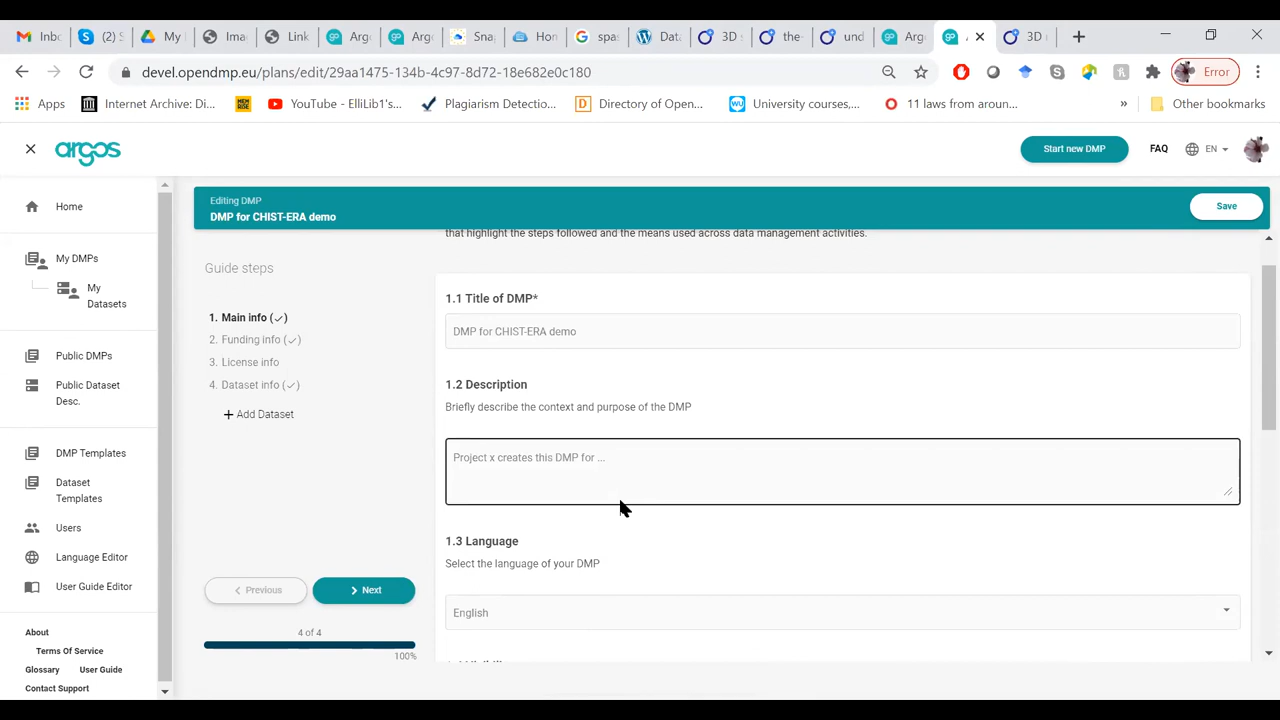 Inbo
(2) S
My I
Ima
Link
Arg
Arg
Snap
Hon
spas
Data
3D s
the-
und
Arg
3D
devel.opendmp.eu/plans/edit/29aa1475-134b-4c97-8d72-18e682e0c180
Error
Apps
Internet Archive: Di...
YouTube - ElliLib1's...
Plagiarism Detectio...
Directory of Open...
University courses,...
11 laws from aroun...
»
Other bookmarks
argos
Start new DMP
FAQ
EN
Editing DMP
DMP for CHIST-ERA demo
Save
Home
My DMPs
My
Datasets
Public DMPs
Public Dataset
Desc.
DMP Templates
Dataset
Templates
Users
Language Editor
User Guide Editor
About
Terms Of Service
Glossary User Guide
Contact Support
Guide steps
1. Main info (✓)
2. Funding info (✓)
3. License info
4. Dataset info (✓)
+ Add Dataset
< Previous
> Next
4 of 4
100%
that highlight the steps followed and the means used across data management activities.
1.1 Title of DMP*
DMP for CHIST-ERA demo
1.2 Description
Briefly describe the context and purpose of the DMP
Project x creates this DMP for ...
1.3 Language
Select the language of your DMP
English